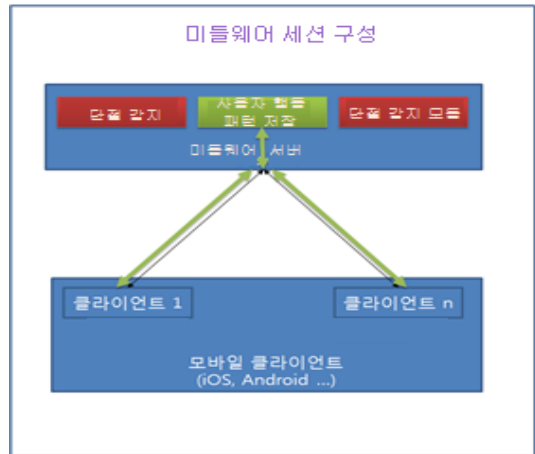 미들웨어 세션 구성
단절 감지
사용자 행동
패턴 저장
단절 감지 모듈
미들웨어 서버
클라이언트 1
클라이언트 n
모바일 클라이언트
(iOS, Android ...)